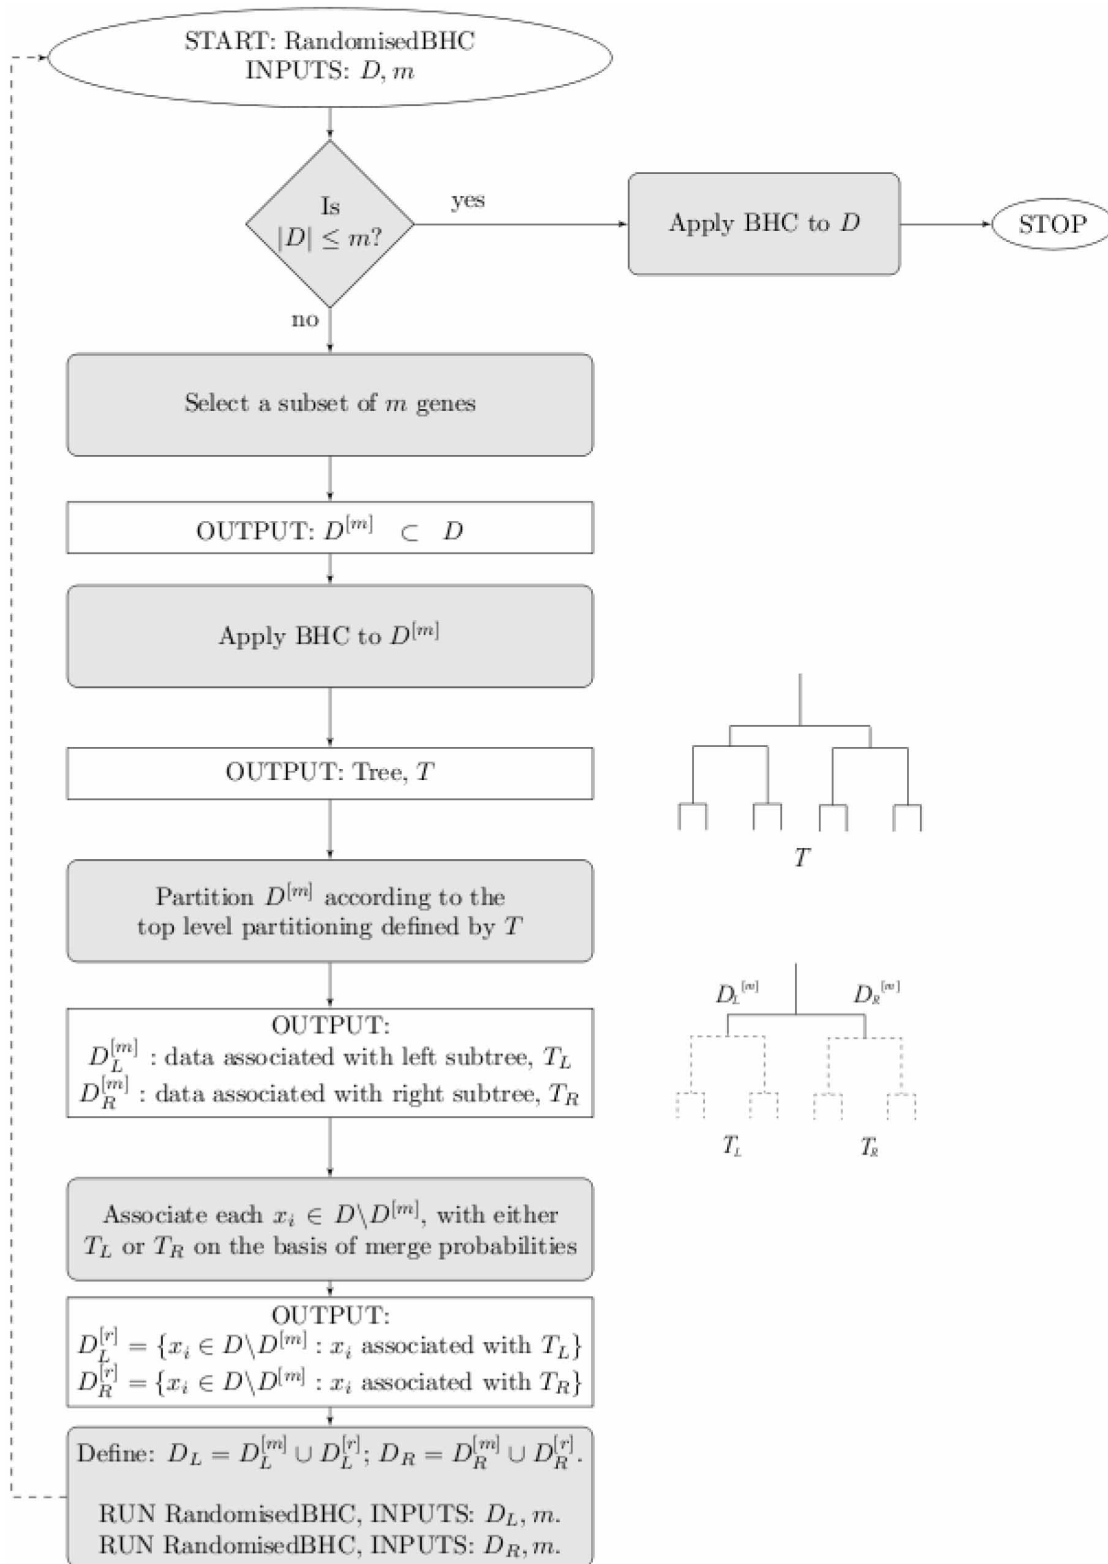 START: RandomisedBHC
INPUTS: D, m
Is
|D| ≤ m?
yes
Apply BHC to D
STOP
no
Select a subset of m genes
OUTPUT: D^{[m]} ⊂ D
Apply BHC to D^{[m]}
OUTPUT: Tree, T
T
Partition D^{[m]} according to the
top level partitioning defined by T
D_L^{[m]} D_R^{[m]}
OUTPUT:
D_L^{[m]} : data associated with left subtree, T_L
D_R^{[m]} : data associated with right subtree, T_R
T_L T_R
Associate each x_i ∈ D\D^{[m]}, with either
T_L or T_R on the basis of merge probabilities
OUTPUT:
D_L^{[r]} = {x_i ∈ D\D^{[m]} : x_i associated with T_L}
D_R^{[r]} = {x_i ∈ D\D^{[m]} : x_i associated with T_R}
Define: D_L = D_L^{[m]} ∪ D_L^{[r]}; D_R = D_R^{[m]} ∪ D_R^{[r]}.
RUN RandomisedBHC, INPUTS: D_L, m.
RUN RandomisedBHC, INPUTS: D_R, m.